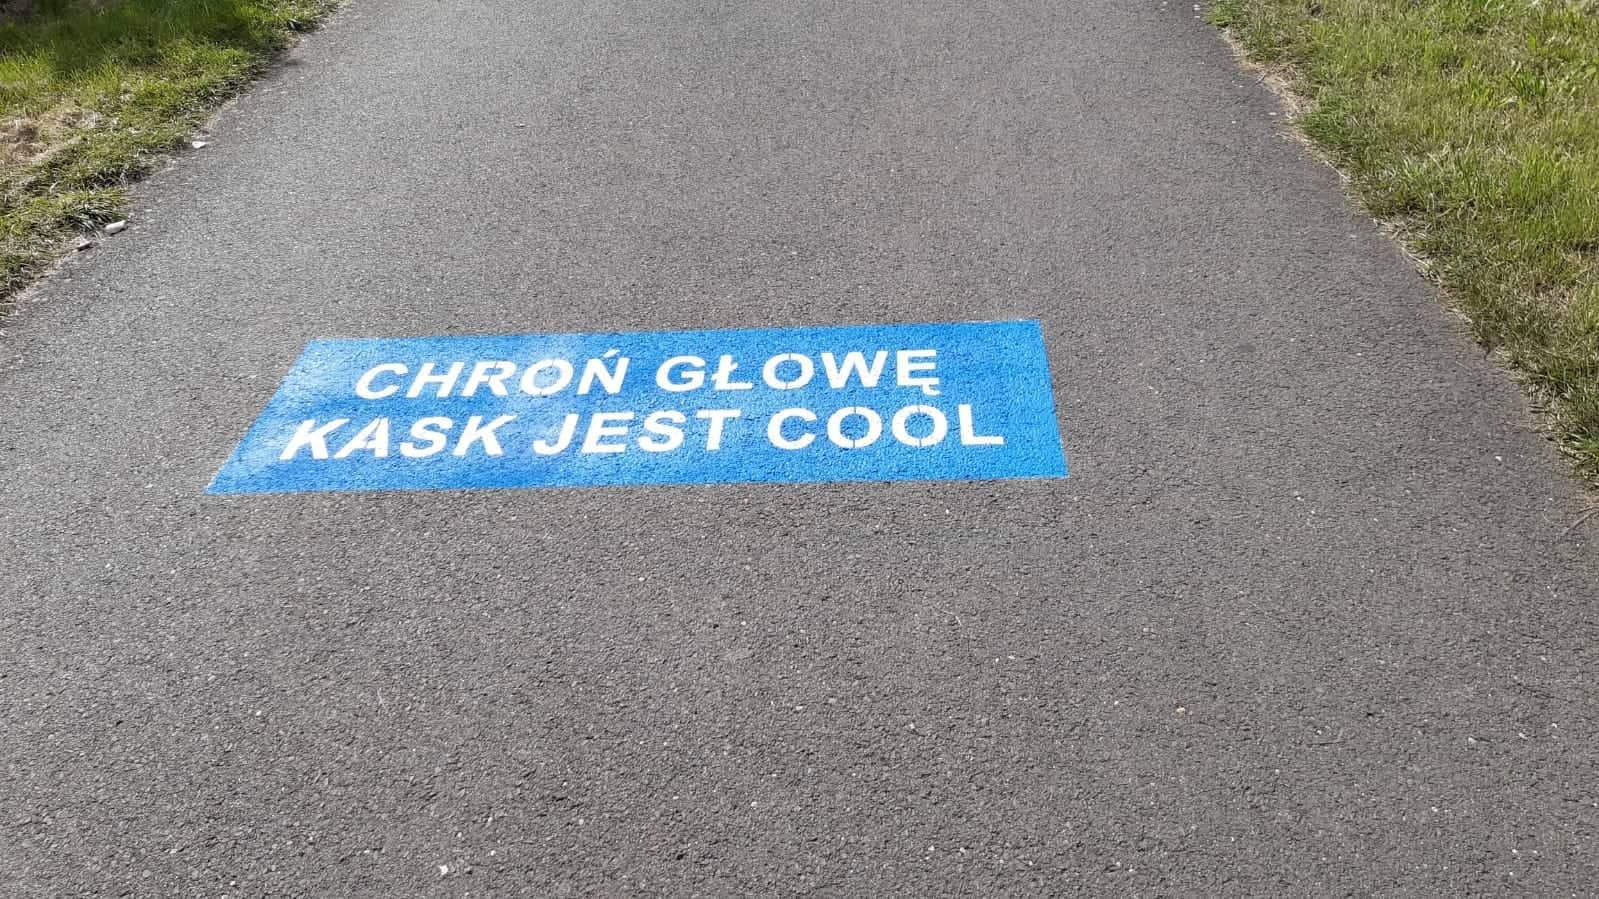 CHROŃ GŁOWĘ
KASK JEST COOL